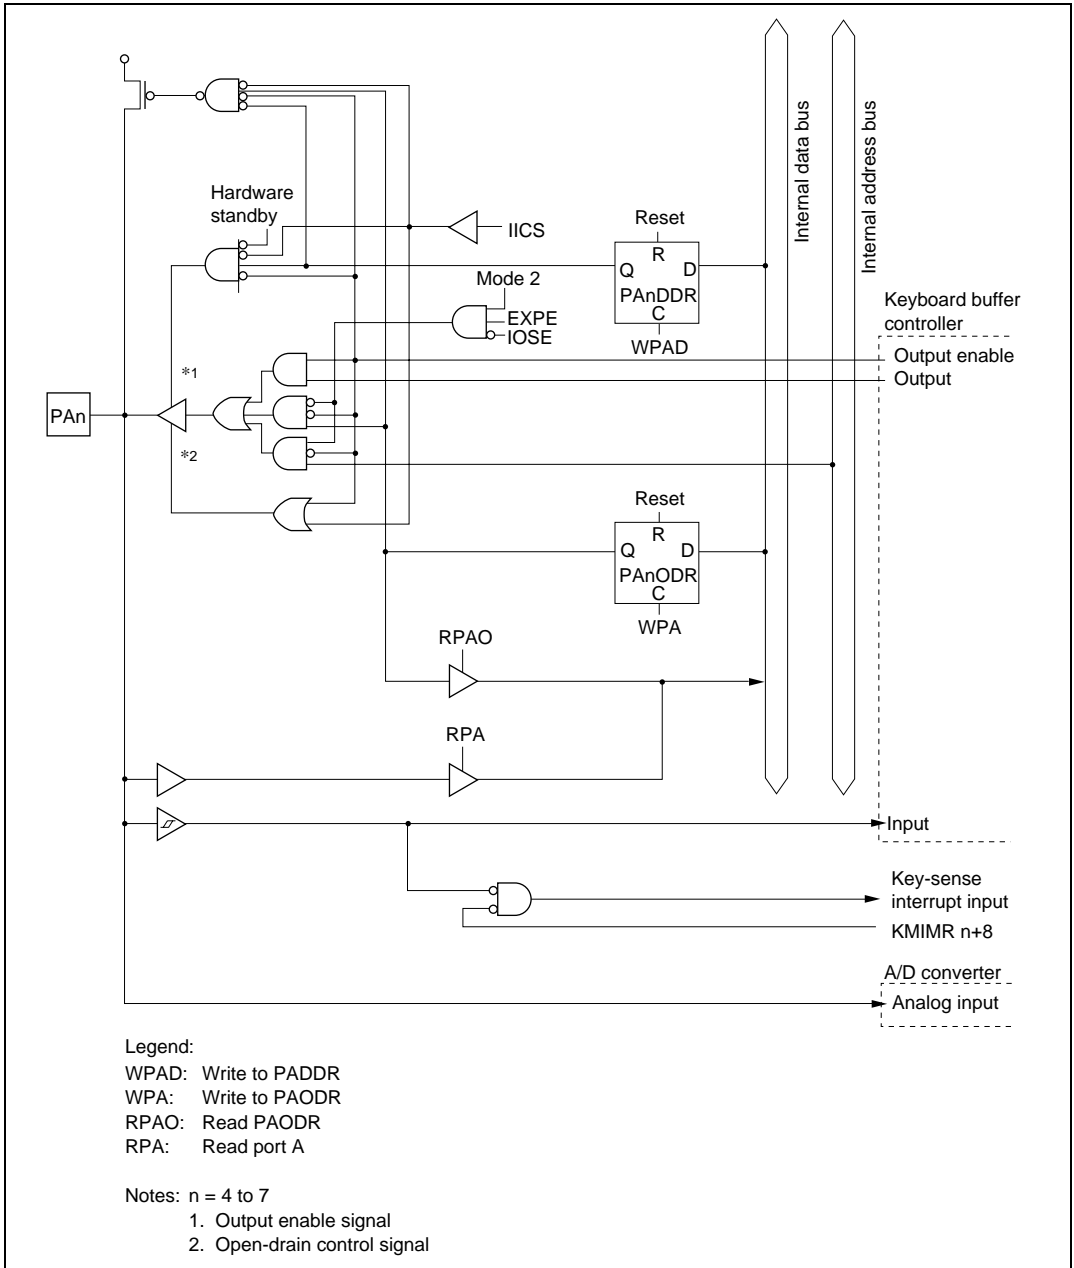 Internal data bus
Internal address bus
Hardware
standby
IICS
Reset
R
Q
D
PAnDDR
C
WPAD
Mode 2
EXPE
IOSE
Keyboard buffer
controller
Output enable
Output
*1
PAn
*2
Reset
R
Q
D
PAnODR
C
WPA
RPAO
RPA
Input
Key-sense
interrupt input
KMIMR n+8
A/D converter
Analog input
Legend:
WPAD: Write to PADDR
WPA: Write to PAODR
RPAO: Read PAODR
RPA: Read port A
Notes: n = 4 to 7
1. Output enable signal
2. Open-drain control signal